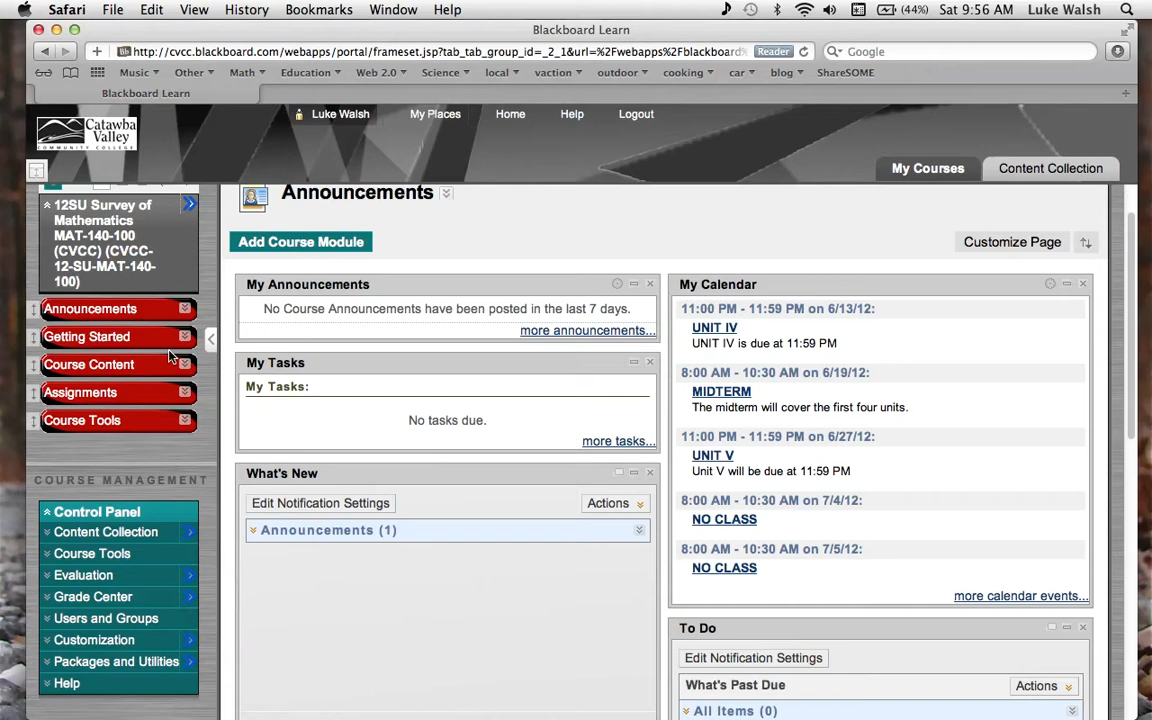 Safari File Edit View History Bookmarks Window Help (44%) Sat 9:56 AM Luke Walsh
Blackboard Learn
http://cvcc.blackboard.com/webapps/portal/frameset.jsp?tab_tab_group_id=_2_1&url=%2Fwebapps%2Fblackboard Reader Google
Music Other Math Education Web 2.0 Science local vaction outdoor cooking car blog ShareSOME
Blackboard Learn
Luke Walsh My Places Home Help Logout
Catawba
Valley
COMMUNITY COLLEGE
My Courses Content Collection
12SU Survey of
Mathematics
MAT-140-100
(CVCC) (CVCC-
12-SU-MAT-140-
100)
Announcements
Getting Started
Course Content
Assignments
Course Tools
COURSE MANAGEMENT
Control Panel
Content Collection
Course Tools
Evaluation
Grade Center
Users and Groups
Customization
Packages and Utilities
Help
Announcements
Add Course Module
Customize Page
My Announcements
No Course Announcements have been posted in the last 7 days.
more announcements...
My Tasks
My Tasks:
No tasks due.
more tasks...
What's New
Edit Notification Settings Actions
Announcements (1)
My Calendar
11:00 PM - 11:59 PM on 6/13/12:
UNIT IV
UNIT IV is due at 11:59 PM
8:00 AM - 10:30 AM on 6/19/12:
MIDTERM
The midterm will cover the first four units.
11:00 PM - 11:59 PM on 6/27/12:
UNIT V
Unit V will be due at 11:59 PM
8:00 AM - 10:30 AM on 7/4/12:
NO CLASS
8:00 AM - 10:30 AM on 7/5/12:
NO CLASS
more calendar events...
To Do
Edit Notification Settings
What's Past Due Actions
All Items (0)